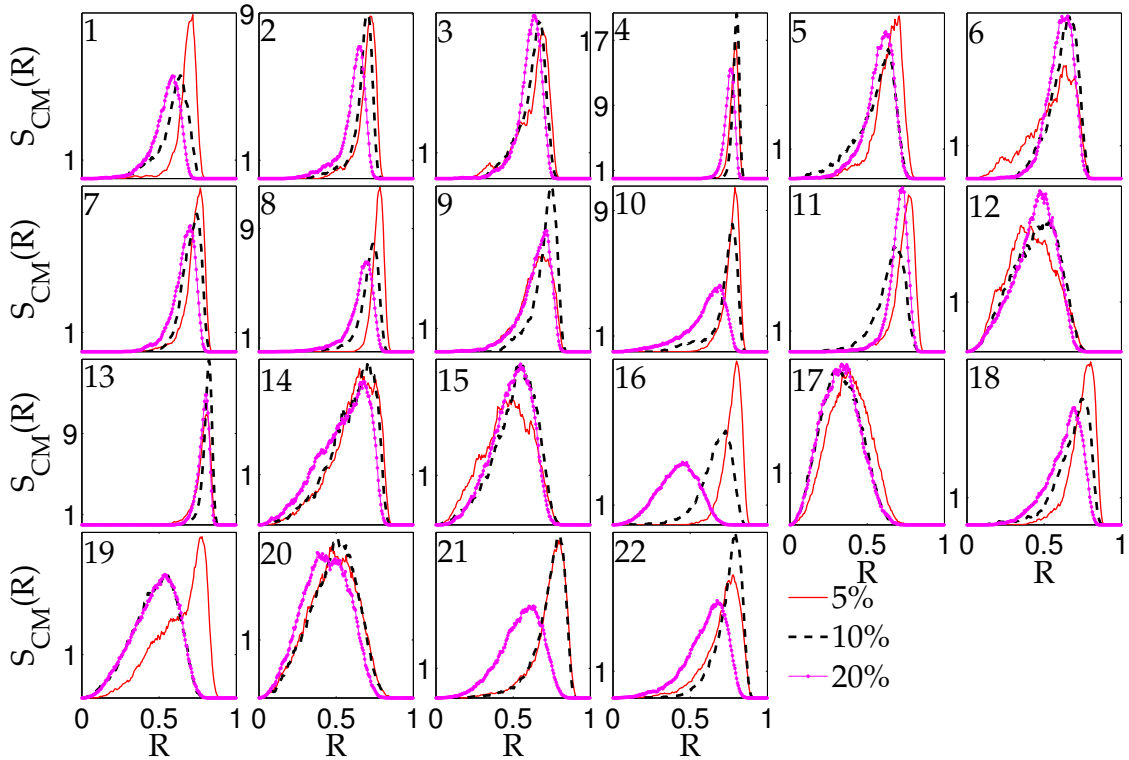 S_CM(R) 1 1 2 9 1 3 1 4 17 9 1 5 1 6 1
S_CM(R) 7 1 8 9 1 9 1 10 9 1 11 1 12 1
S_CM(R) 13 9 1 14 1 15 1 16 1 17 1 18 1
0 0.5 1
R
0 0.5 1
R
S_CM(R) 19 1 20 1 21 1 22 1
5%
10%
20%
0 0.5 1 0 0.5 1 0 0.5 1 0 0.5 1
R R R R